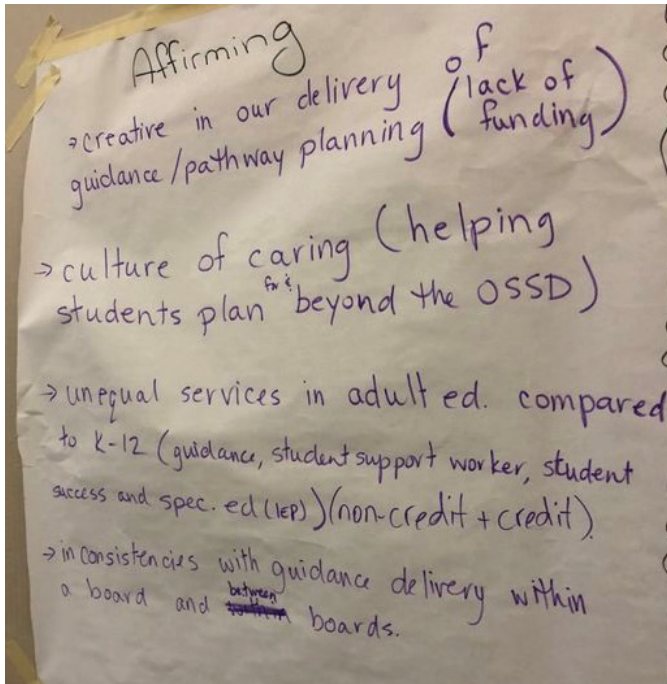 Affirming
→ creative in our delivery of
guidance/pathway planning (lack of
funding)
→ culture of caring (helping
students plan for & beyond the OSSD)
→ unequal services in adult ed. compared
to K-12 (guidance, student support worker, student
success and spec. ed (IEP)) (non-credit + credit).
→ inconsistencies with guidance delivery within
a board and between boards.